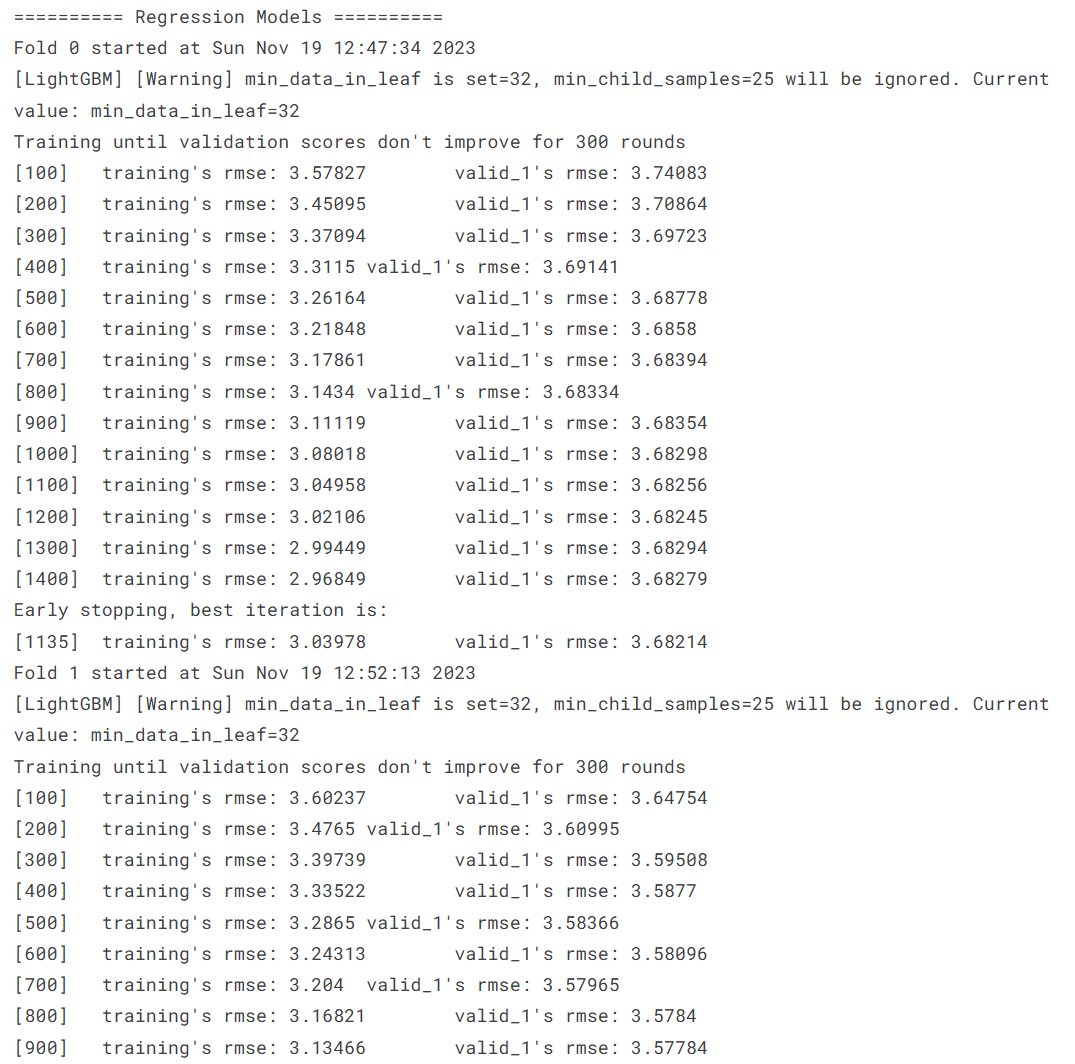 ========== Regression Models ==========
Fold 0 started at Sun Nov 19 12:47:34 2023
[LightGBM] [Warning] min_data_in_leaf is set=32, min_child_samples=25 will be ignored. Current
value: min_data_in_leaf=32
Training until validation scores don't improve for 300 rounds
[100]	training's rmse: 3.57827	valid_1's rmse: 3.74083
[200]	training's rmse: 3.45095	valid_1's rmse: 3.70864
[300]	training's rmse: 3.37094	valid_1's rmse: 3.69723
[400]	training's rmse: 3.3115	valid_1's rmse: 3.69141
[500]	training's rmse: 3.26164	valid_1's rmse: 3.68778
[600]	training's rmse: 3.21848	valid_1's rmse: 3.6858
[700]	training's rmse: 3.17861	valid_1's rmse: 3.68394
[800]	training's rmse: 3.1434	valid_1's rmse: 3.68334
[900]	training's rmse: 3.11119	valid_1's rmse: 3.68354
[1000]	training's rmse: 3.08018	valid_1's rmse: 3.68298
[1100]	training's rmse: 3.04958	valid_1's rmse: 3.68256
[1200]	training's rmse: 3.02106	valid_1's rmse: 3.68245
[1300]	training's rmse: 2.99449	valid_1's rmse: 3.68294
[1400]	training's rmse: 2.96849	valid_1's rmse: 3.68279
Early stopping, best iteration is:
[1135]	training's rmse: 3.03978	valid_1's rmse: 3.68214
Fold 1 started at Sun Nov 19 12:52:13 2023
[LightGBM] [Warning] min_data_in_leaf is set=32, min_child_samples=25 will be ignored. Current
value: min_data_in_leaf=32
Training until validation scores don't improve for 300 rounds
[100]	training's rmse: 3.60237	valid_1's rmse: 3.64754
[200]	training's rmse: 3.4765	valid_1's rmse: 3.60995
[300]	training's rmse: 3.39739	valid_1's rmse: 3.59508
[400]	training's rmse: 3.33522	valid_1's rmse: 3.5877
[500]	training's rmse: 3.2865	valid_1's rmse: 3.58366
[600]	training's rmse: 3.24313	valid_1's rmse: 3.58096
[700]	training's rmse: 3.204	valid_1's rmse: 3.57965
[800]	training's rmse: 3.16821	valid_1's rmse: 3.5784
[900]	training's rmse: 3.13466	valid_1's rmse: 3.57784